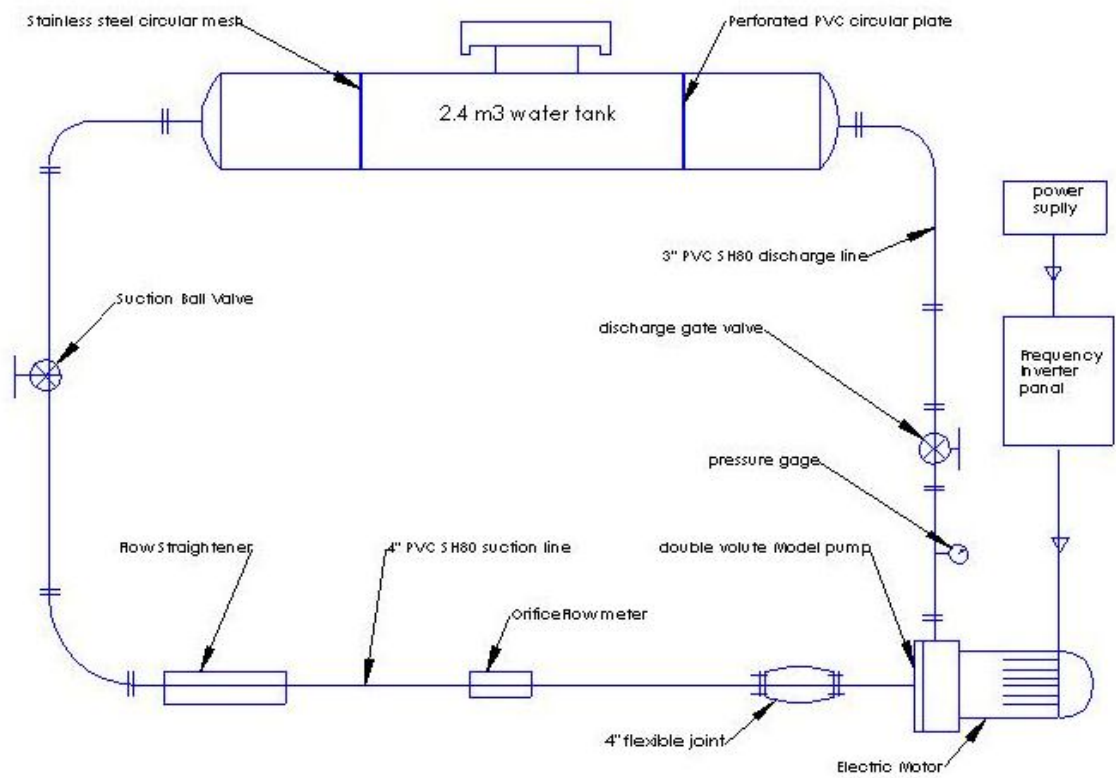 Stainless steel circular mesh
Perforated PVC circular plate
2.4 m3 water tank
power
suplly
3" PVC SH80 discharge line
Suction Ball Valve
discharge gate valve
Frequency
Inverter
panal
pressure gage
Flow Straightener
4" PVC SH80 suction line
double volute Model pump
Orifice Flow meter
4" flexible joint
Electric Motor